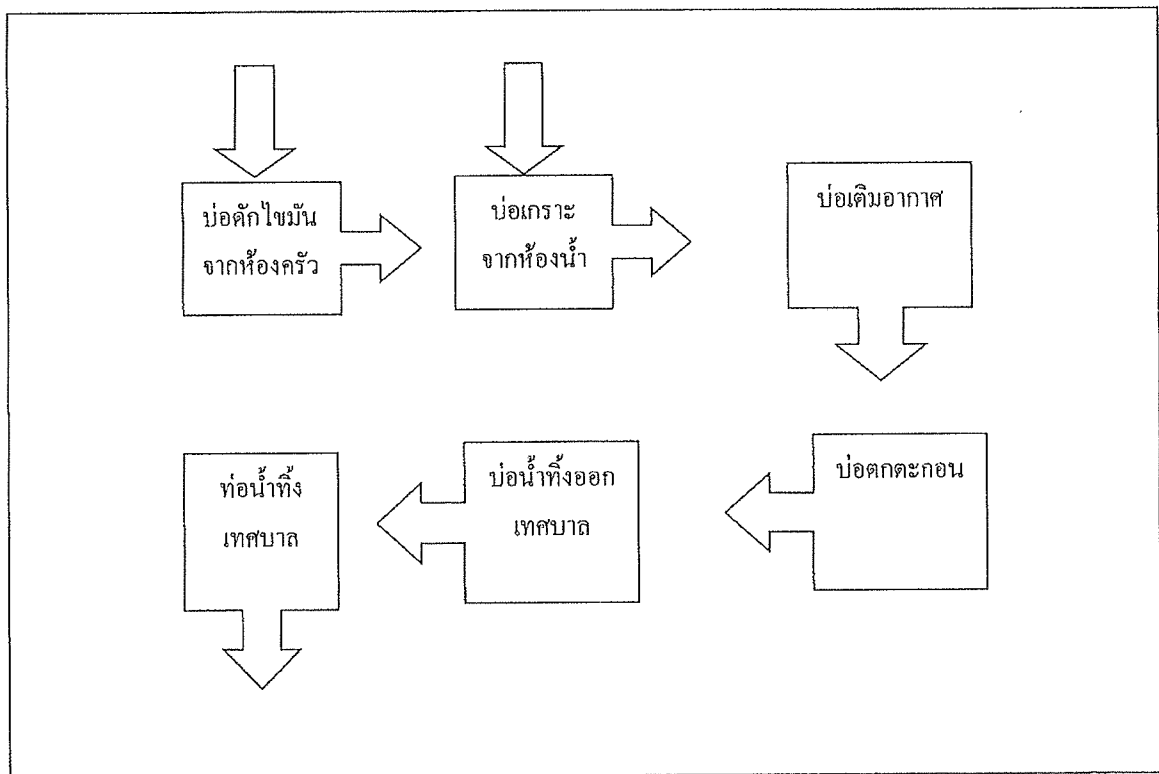 บ่อดักไขมัน
จากห้องครัว
บ่อเกราะ
จากห้องน้ำ
บ่อเติมอากาศ
ท่อน้ำทิ้ง
เทศบาล
บ่อน้ำทิ้งออก
เทศบาล
บ่อตกตะกอน